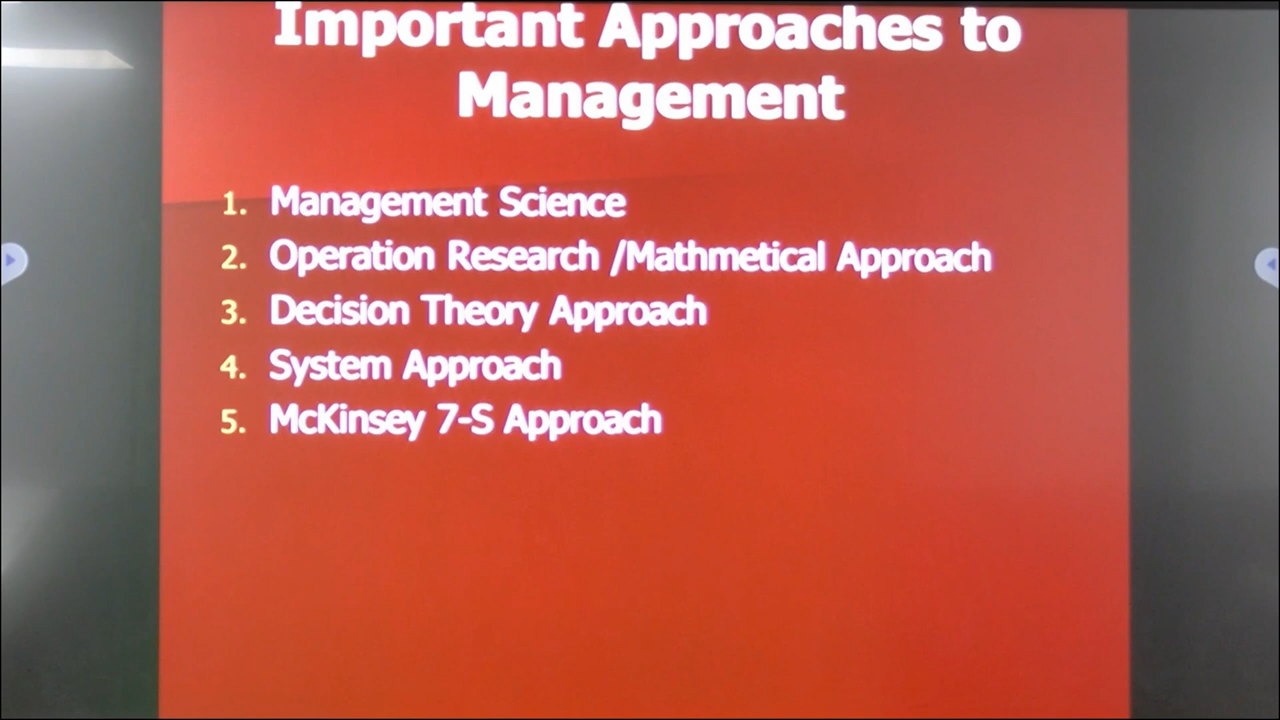 Important Approaches to
Management
1. Management Science
2. Operation Research /Mathmetical Approach
3. Decision Theory Approach
4. System Approach
5. McKinsey 7-S Approach